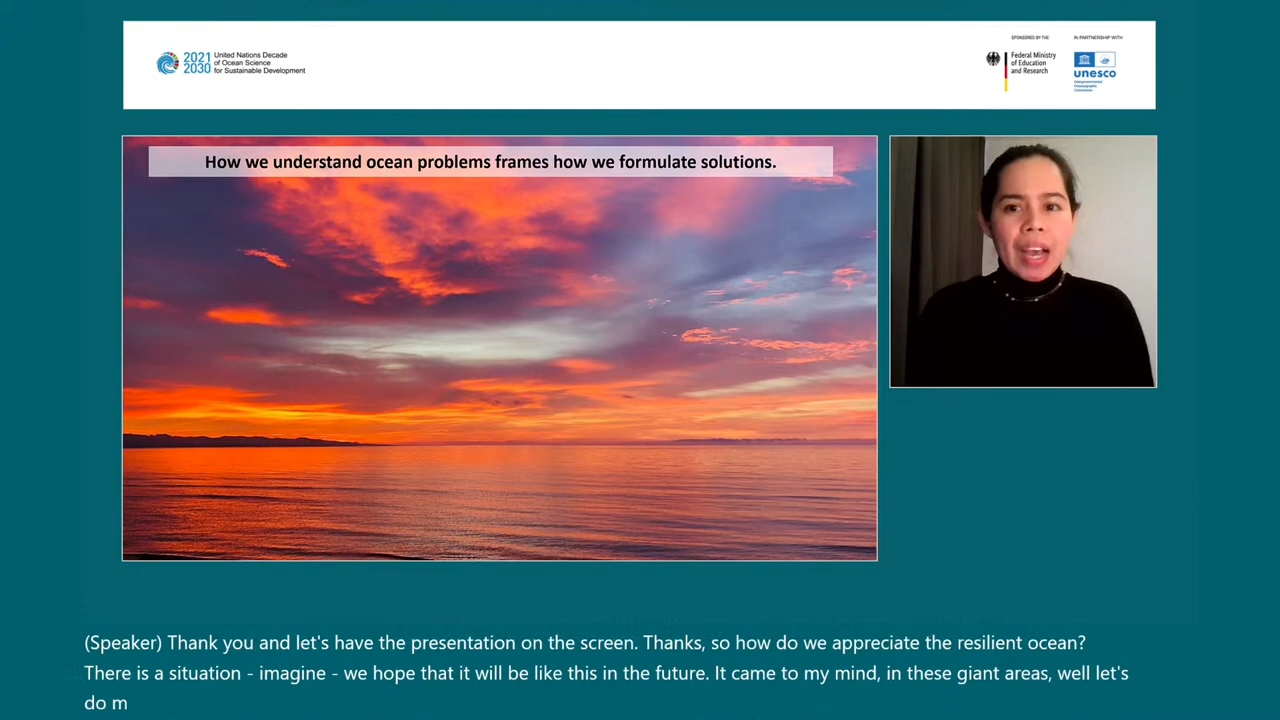 2021
2030
United Nations Decade
of Ocean Science
for Sustainable Development
SPONSORED BY THE
Federal Ministry
of Education
and Research
IN PARTNERSHIP WITH
unesco
Intergovernmental
Oceanographic
Commission
How we understand ocean problems frames how we formulate solutions.
(Speaker) Thank you and let's have the presentation on the screen. Thanks, so how do we appreciate the resilient ocean?
There is a situation - imagine - we hope that it will be like this in the future. It came to my mind, in these giant areas, well let's
do m